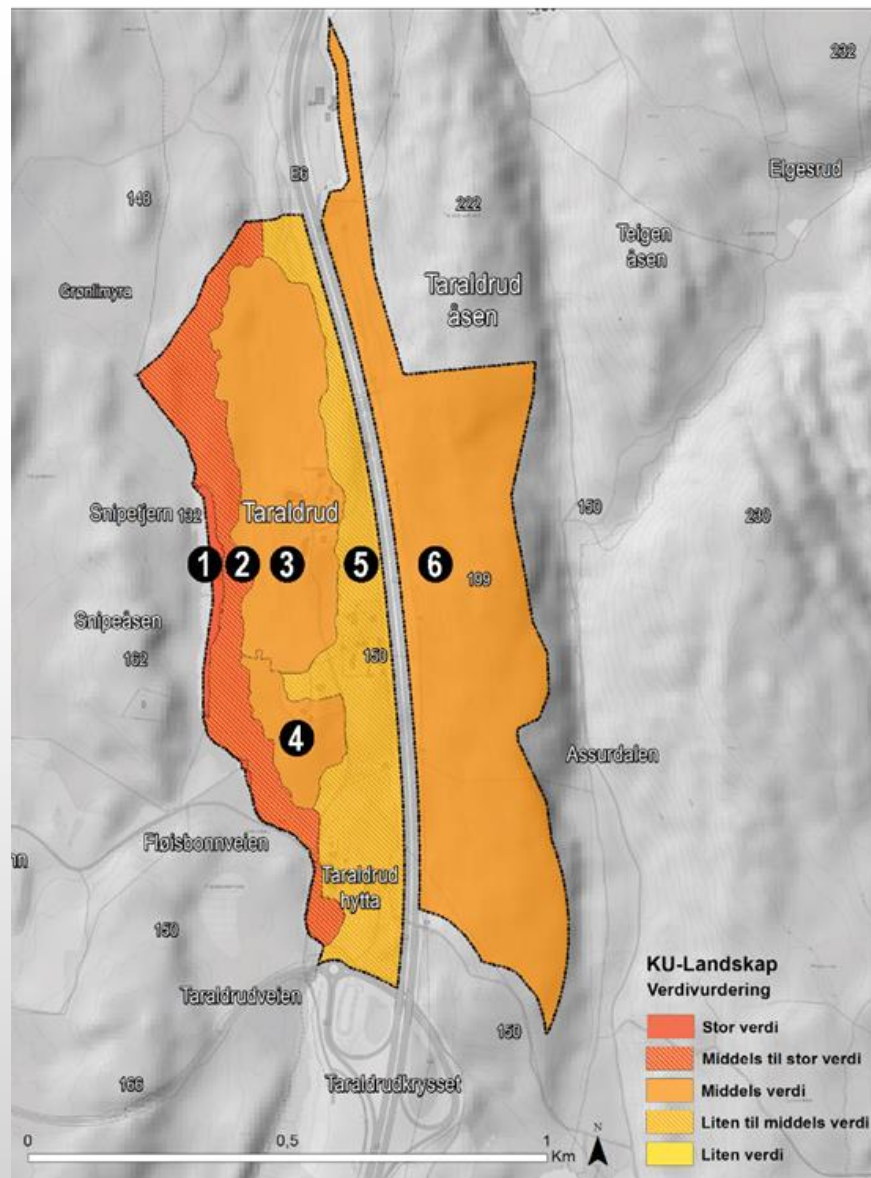 232
Elgesrud
E6
148
222
Teigen
åsen
Grønlimyra
Taraldrud
åsen
Snipetjern
132
Taraldrud
150
230
1
2
3
5
6
199
Snipeåsen
162
150
4
Assurdalen
Fløisbonnveien
Taraldrud
hytta
150
Taraldrudveien
150
166
Taraldrudkrysset
KU-Landskap
Verdivurdering
Stor verdi
Middels til stor verdi
Middels verdi
Liten til middels verdi
Liten verdi
N
0
0,5
1
Km